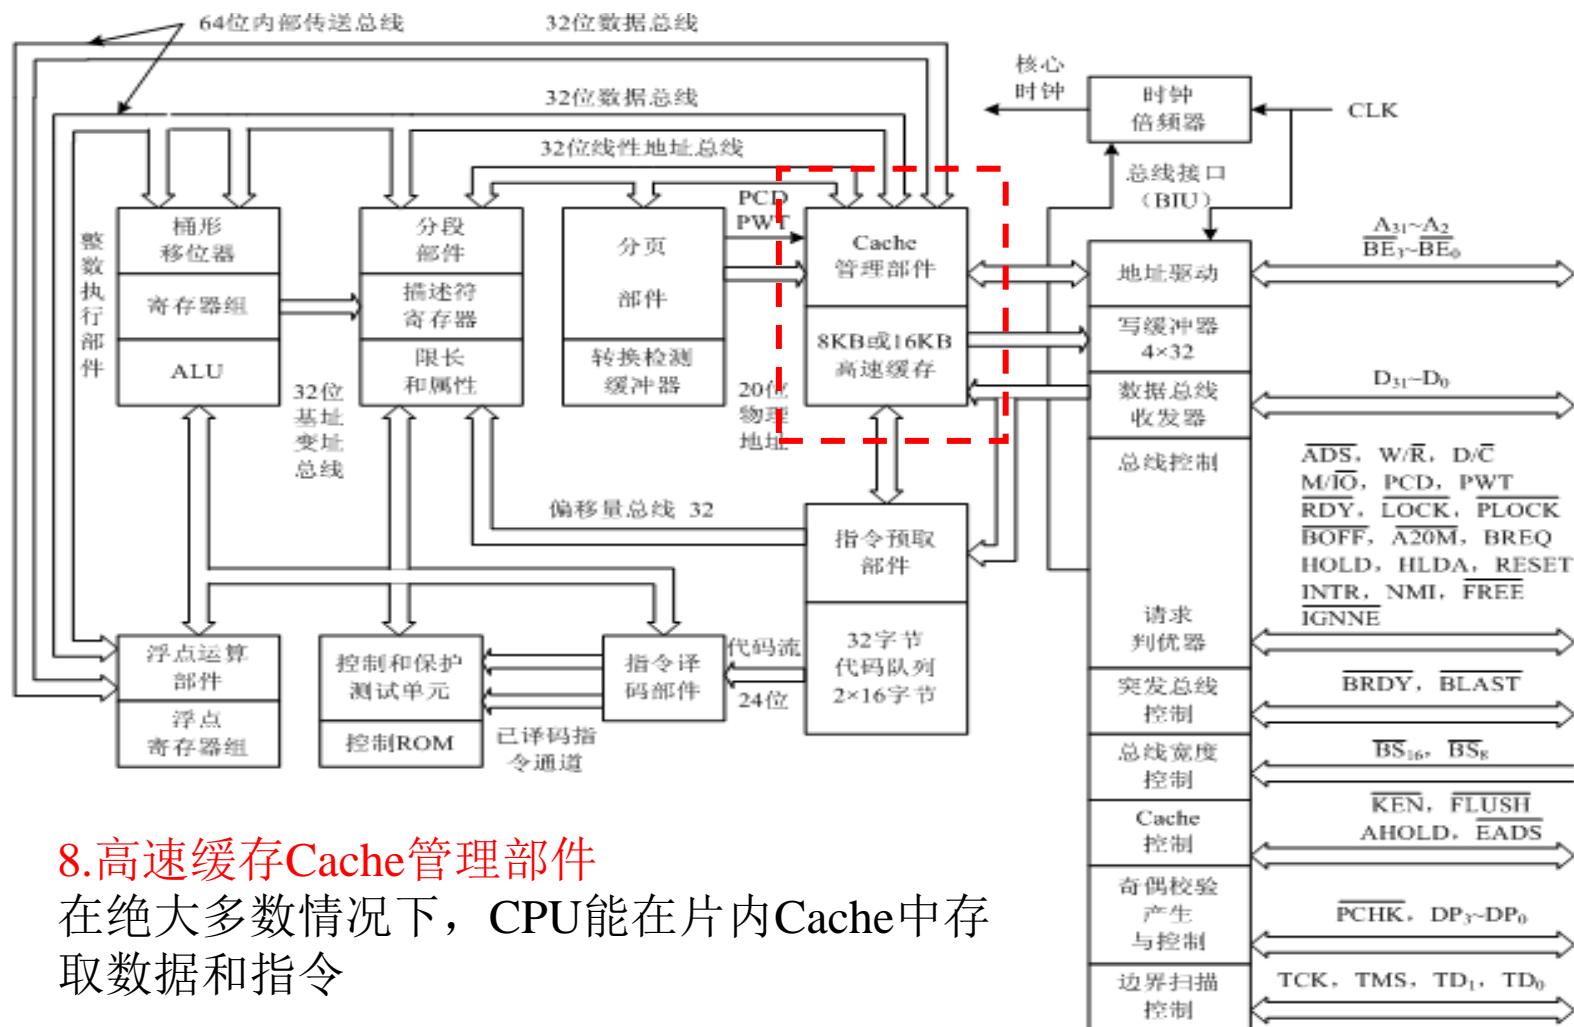 64位内部传送总线
32位数据总线
32位数据总线
32位线性地址总线
核心
时钟
时钟
倍频器
CLK
总线接口
（BIU）
PCD
PWT
整数执行部件
桶形
移位器
寄存器组
ALU
分段
部件
描述符
寄存器
限长
和属性
分页
部件
转换检测
缓冲器
Cache
管理部件
8KB或16KB
高速缓存
32位
基址
变址
总线
20位
物理
地址
地址驱动
写缓冲器
4×32
数据总线
收发器
总线控制
请求
判优器
突发总线
控制
总线宽度
控制
Cache
控制
奇偶校验
产生
与控制
边界扫描
控制
A31~A2
BE3~BE0
D31~D0
ADS，W/R，D/C
M/IO，PCD，PWT
RDY，LOCK，PLOCK
BOFF，A20M，BREQ
HOLD，HLDA，RESET
INTR，NMI，FREE
IGNNE
BRDY，BLAST
BS16，BS8
KEN，FLUSH
AHOLD，EADS
PCHK，DP3~DP0
TCK，TMS，TD1，TD0
偏移量总线 32
指令预取
部件
32字节
代码队列
2×16字节
浮点运算
部件
浮点
寄存器组
控制和保护
测试单元
控制ROM
指令译
码部件
代码流
24位
已译码指
令通道
8.高速缓存Cache管理部件
在绝大多数情况下，CPU能在片内Cache中存
取数据和指令